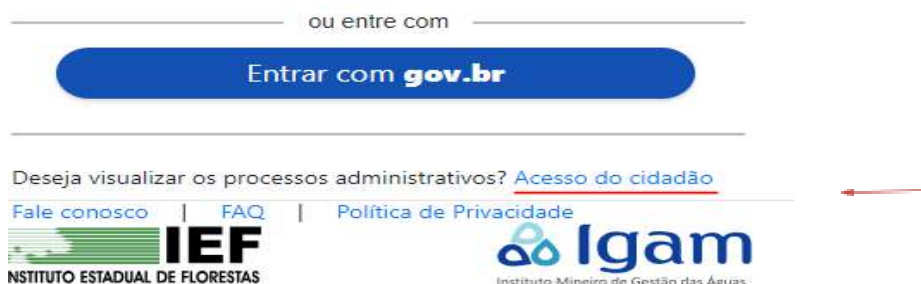 ou entre com
Entrar com gov.br
Deseja visualizar os processos administrativos? Acesso do cidadão
Fale conosco | FAQ | Política de Privacidade
IEF
INSTITUTO ESTADUAL DE FLORESTAS
Igam
Instituto Mineiro de Gestão das Águas